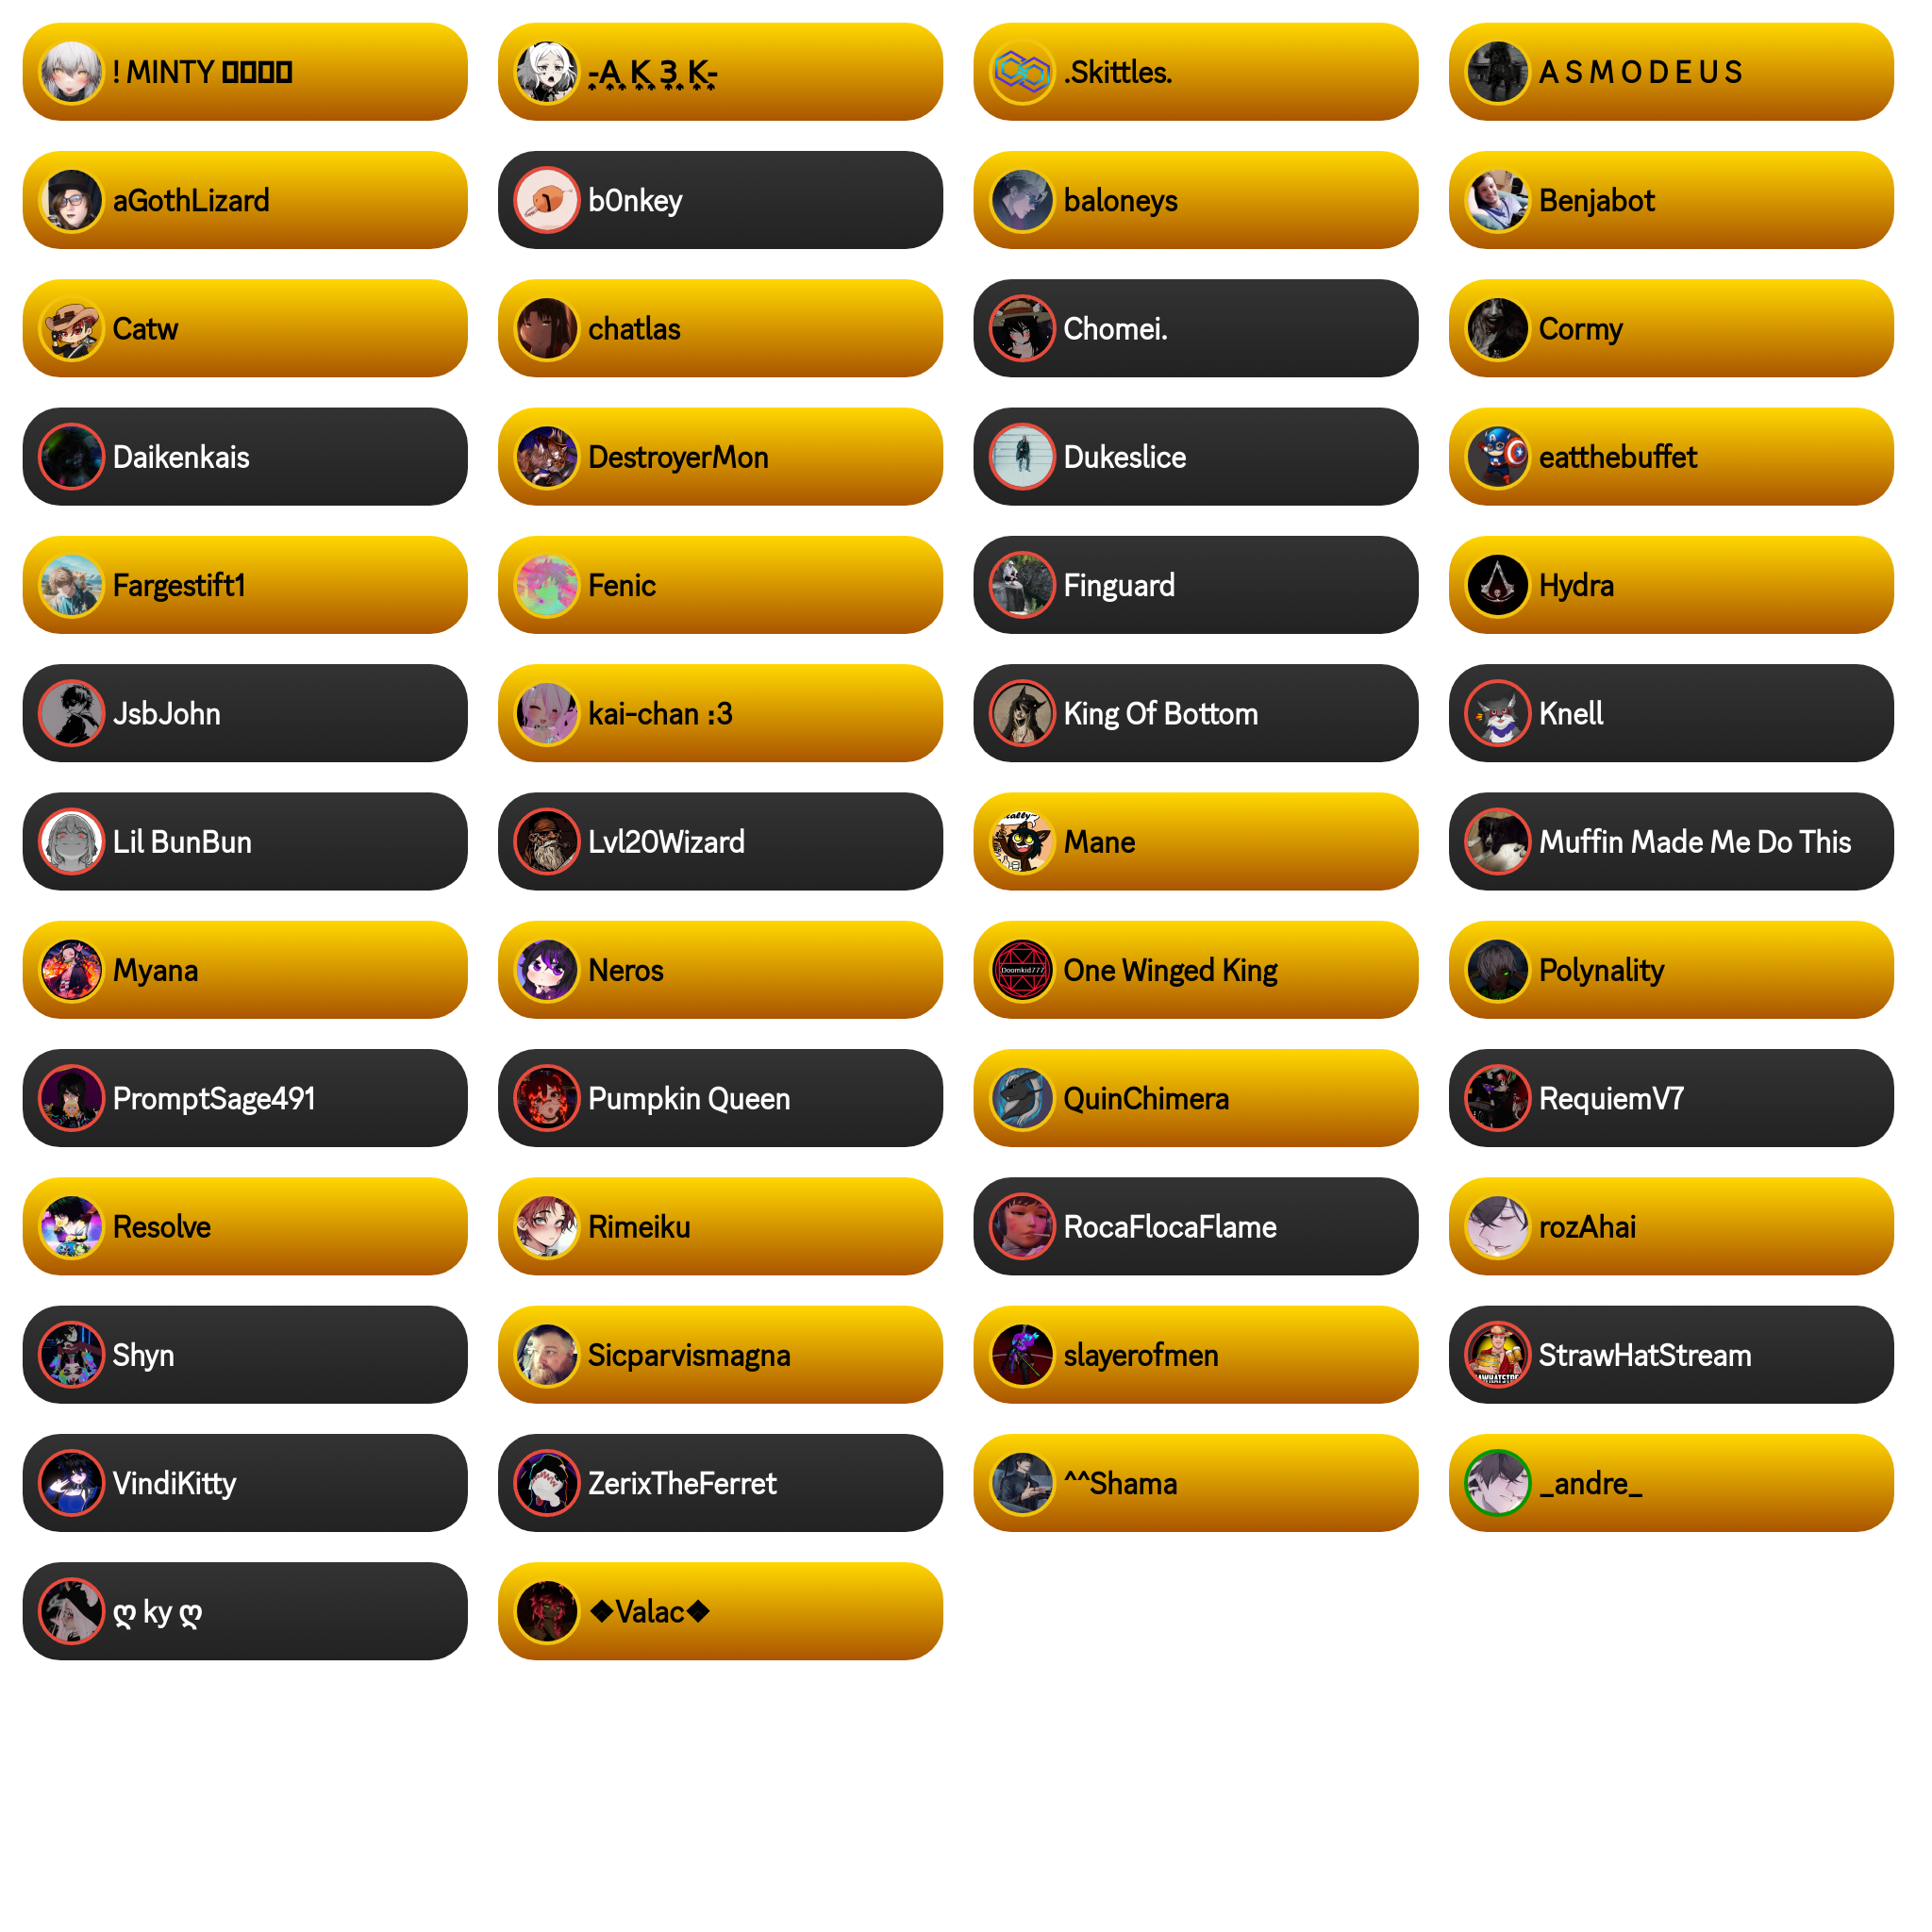 ! MINTY
-A K 3 K-
.Skittles.
A S M O D E U S
aGothLizard
b0nkey
baloneys
Benjabot
Catw
chatlas
Chomei.
Cormy
Daikenkais
DestroyerMon
Dukeslice
eatthebuffet
Fargestift1
Fenic
Finguard
Hydra
JsbJohn
kai-chan :3
King Of Bottom
Knell
Lil BunBun
Lvl20Wizard
Mane
Muffin Made Me Do This
Myana
Neros
Doomkid777
One Winged King
Polynality
PromptSage491
Pumpkin Queen
QuinChimera
RequiemV7
Resolve
Rimeiku
RocaFlocaFlame
rozAhai
Shyn
Sicparvismagna
slayerofmen
StrawHatStream
VindiKitty
ZerixTheFerret
^^Shama
_andre_
ღ ky ღ
❖Valac❖